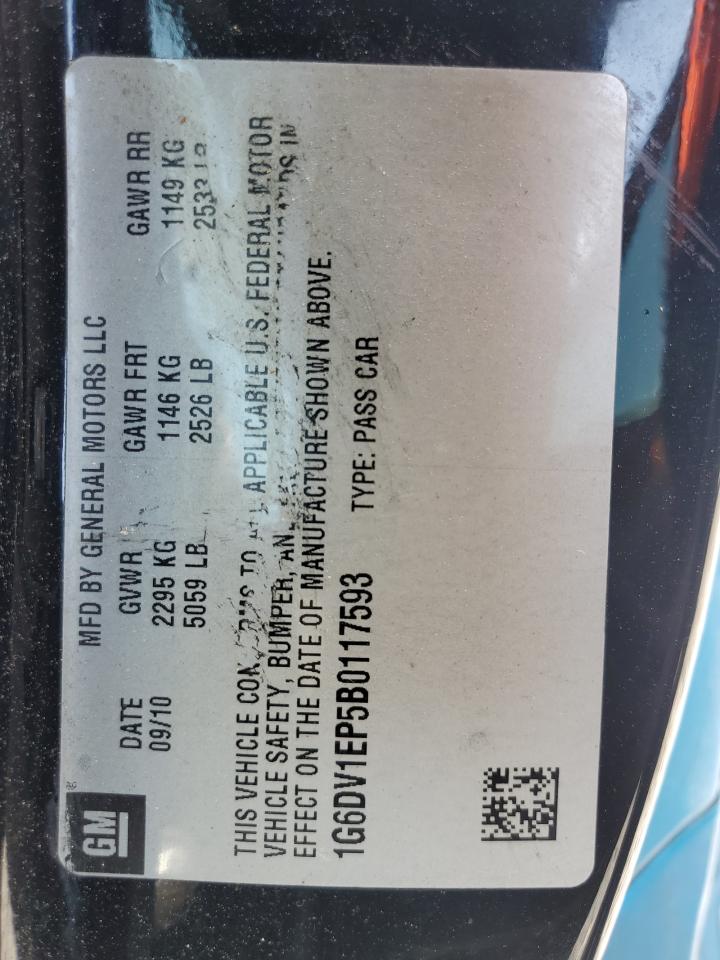 GM
MFD BY GENERAL MOTORS LLC
DATE GVWR GAWR FRT GAWR RR
09/10 2295 KG 1146 KG 1149 KG
5059 LB 2526 LB
THIS VEHICLE TO APPLICABLE U.S. FEDERAL MOTOR
VEHICLE SAFETY, BUMPER, IN
EFFECT ON THE DATE OF MANUFACTURE SHOWN ABOVE.
1G6DV1EP5B0117593 TYPE: PASS CAR